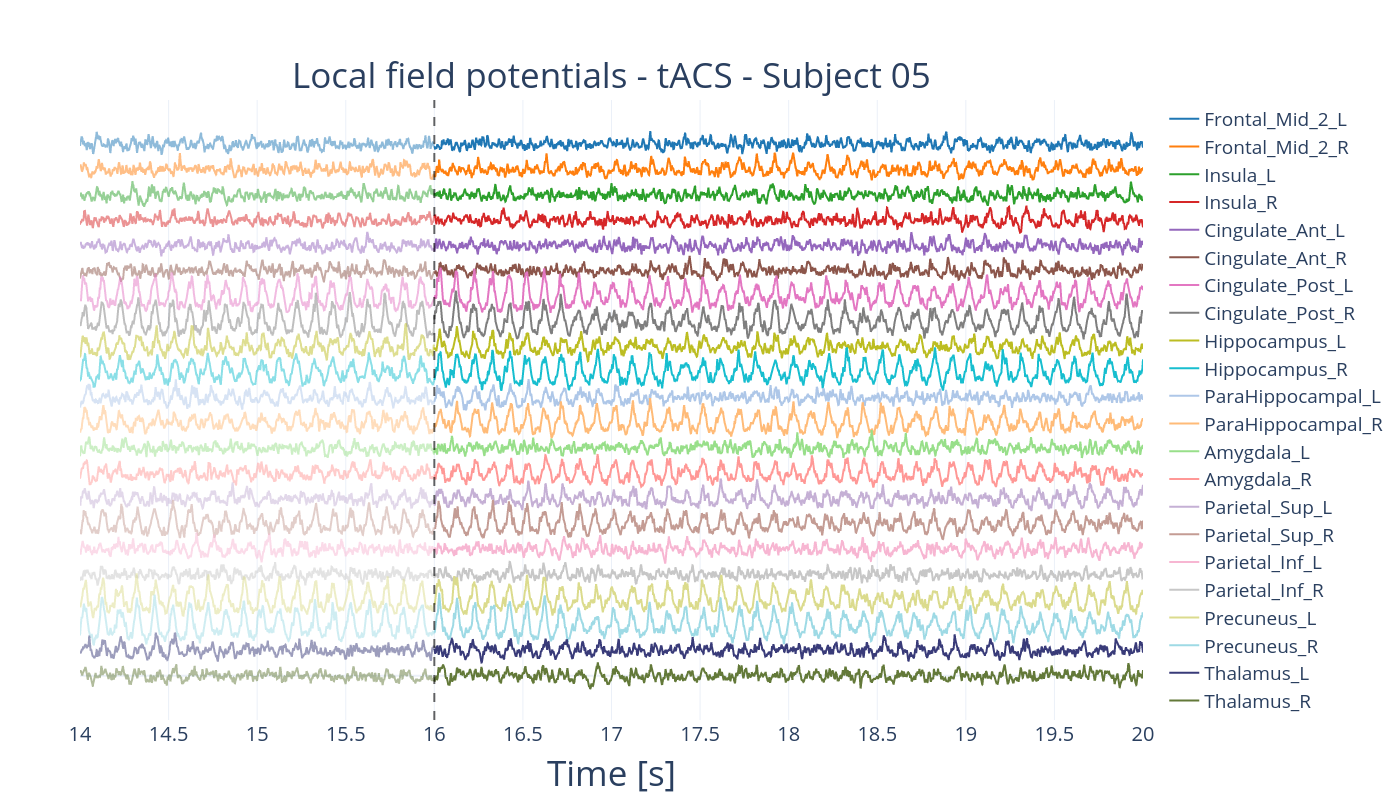 Local field potentials - tACS - Subject 05
Frontal_Mid_2_L
Frontal_Mid_2_R
Insula_L
Insula_R
Cingulate_Ant_L
Cingulate_Ant_R
Cingulate_Post_L
Cingulate_Post_R
Hippocampus_L
Hippocampus_R
ParaHippocampal_L
ParaHippocampal_R
Amygdala_L
Amygdala_R
Parietal_Sup_L
Parietal_Sup_R
Parietal_Inf_L
Parietal_Inf_R
Precuneus_L
Precuneus_R
Thalamus_L
Thalamus_R
14 14.5 15 15.5 16 16.5 17 17.5 18 18.5 19 19.5 20
Time [s]